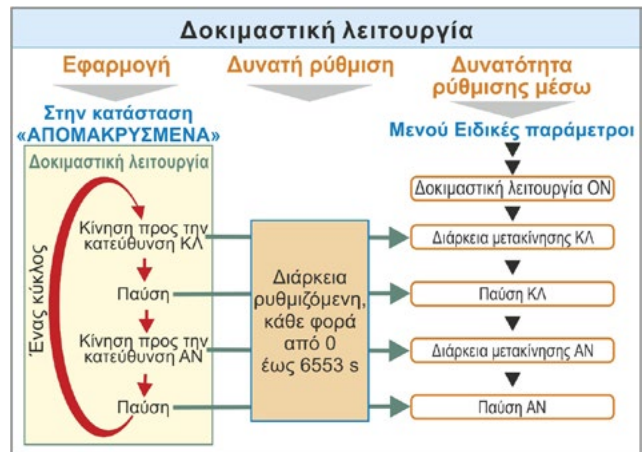 Δοκιμαστική λειτουργία
Εφαρμογή
Δυνατή ρύθμιση
Δυνατότητα
ρύθμισης μέσω
Στην κατάσταση
«ΑΠΟΜΑΚΡΥΣΜΕΝΑ»
Μενού Ειδικές παράμετροι
Δοκιμαστική λειτουργία
Ένας κύκλος
Κίνηση προς την
κατεύθυνση ΚΛ
Παύση
Κίνηση προς την
κατεύθυνση ΑΝ
Παύση
Διάρκεια
ρυθμιζόμενη,
κάθε φορά
από 0
έως 6553 s
Δοκιμαστική λειτουργία ON
Διάρκεια μετακίνησης ΚΛ
Παύση ΚΛ
Διάρκεια μετακίνησης ΑΝ
Παύση ΑΝ